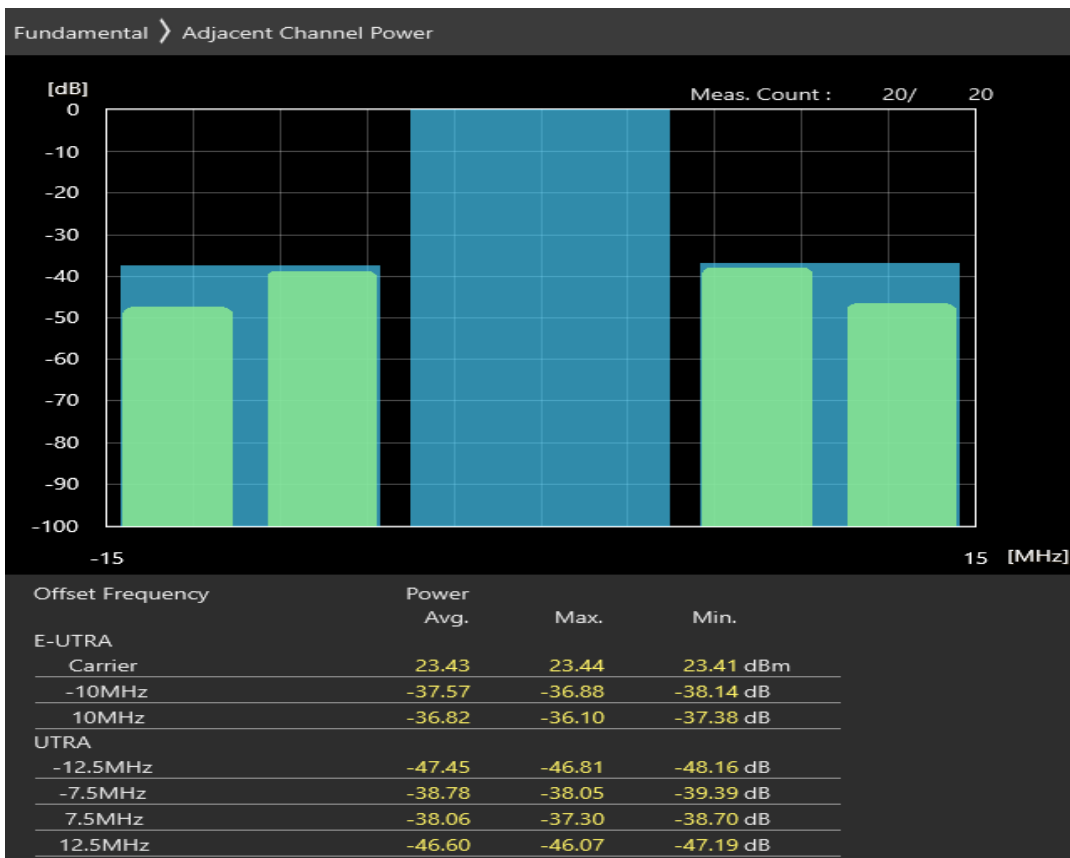 Fundamental 〉 Adjacent Channel Power
[dB]
Meas. Count : 20/ 20
0
-10
-20
-30
-40
-50
-60
-70
-80
-90
-100
-15 15 [MHz]
Offset Frequency Power
Avg. Max. Min.
E-UTRA
Carrier 23.43 23.44 23.41 dBm
-10MHz -37.57 -36.88 -38.14 dB
10MHz -36.82 -36.10 -37.38 dB
UTRA
-12.5MHz -47.45 -46.81 -48.16 dB
-7.5MHz -38.78 -38.05 -39.39 dB
7.5MHz -38.06 -37.30 -38.70 dB
12.5MHz -46.60 -46.07 -47.19 dB